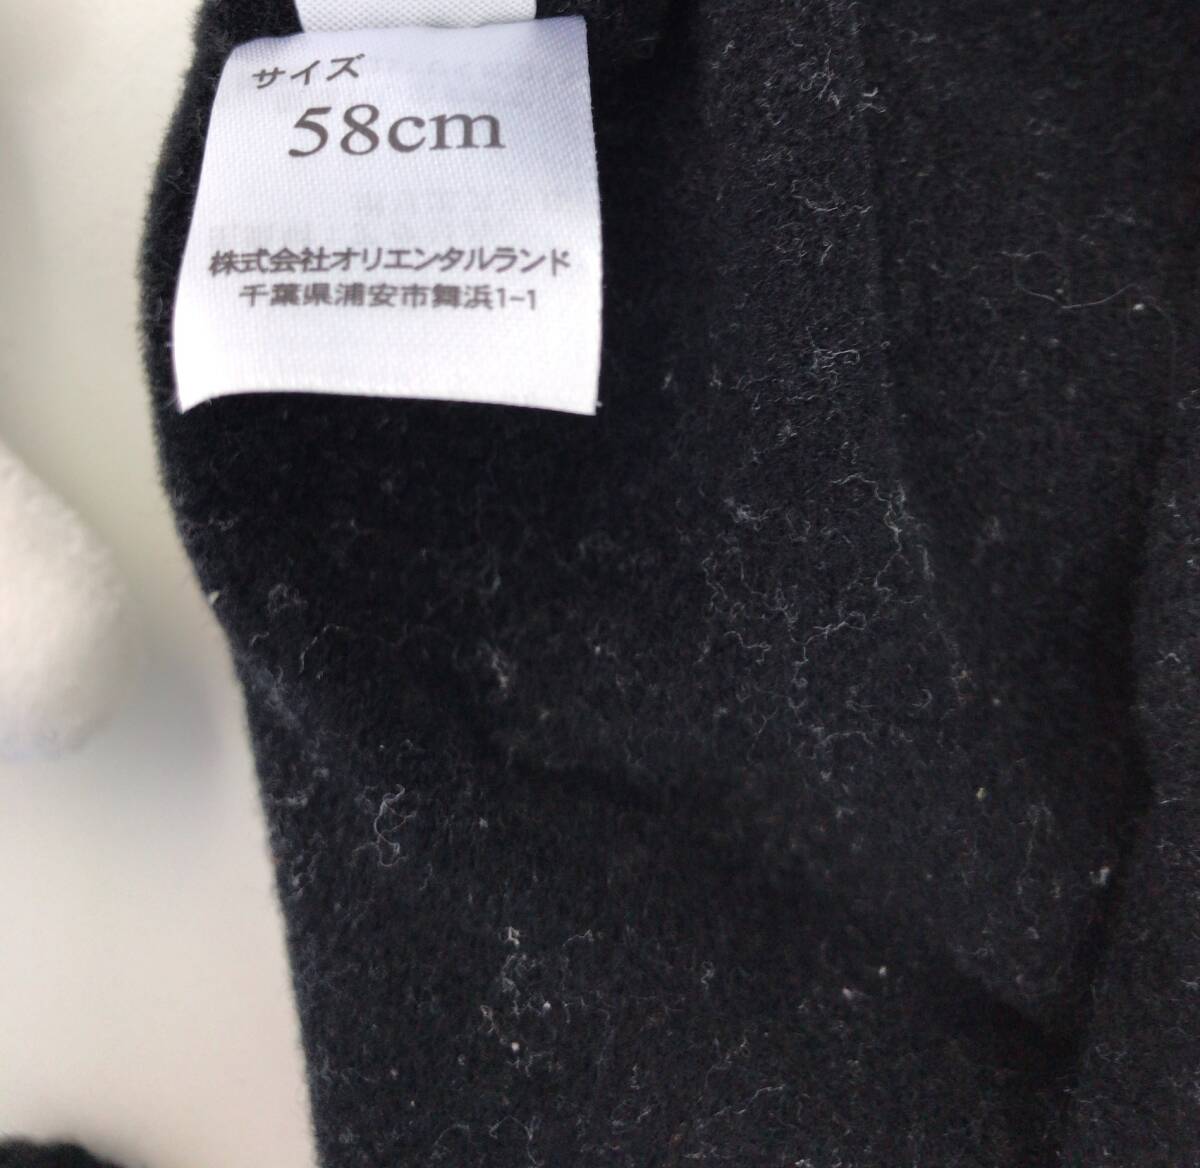 サイズ
58cm
株式会社オリエンタルランド
千葉県浦安市舞浜1-1